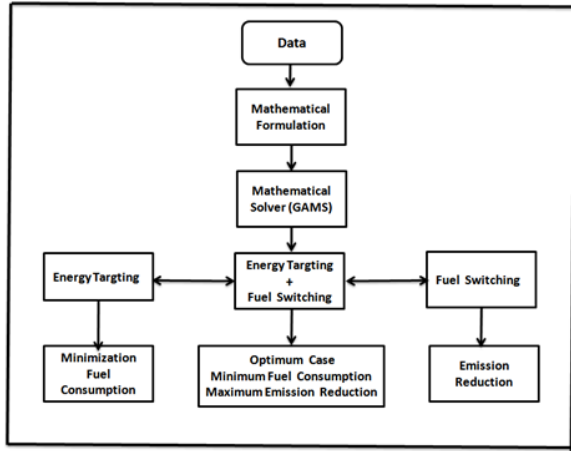 Data
Mathematical
Formulation
Mathematical
Solver (GAMS)
Energy Targting
Energy Targting
+
Fuel Switching
Fuel Switching
Minimization
Fuel
Consumption
Optimum Case
Minimum Fuel Consumption
Maximum Emission Reduction
Emission
Reduction